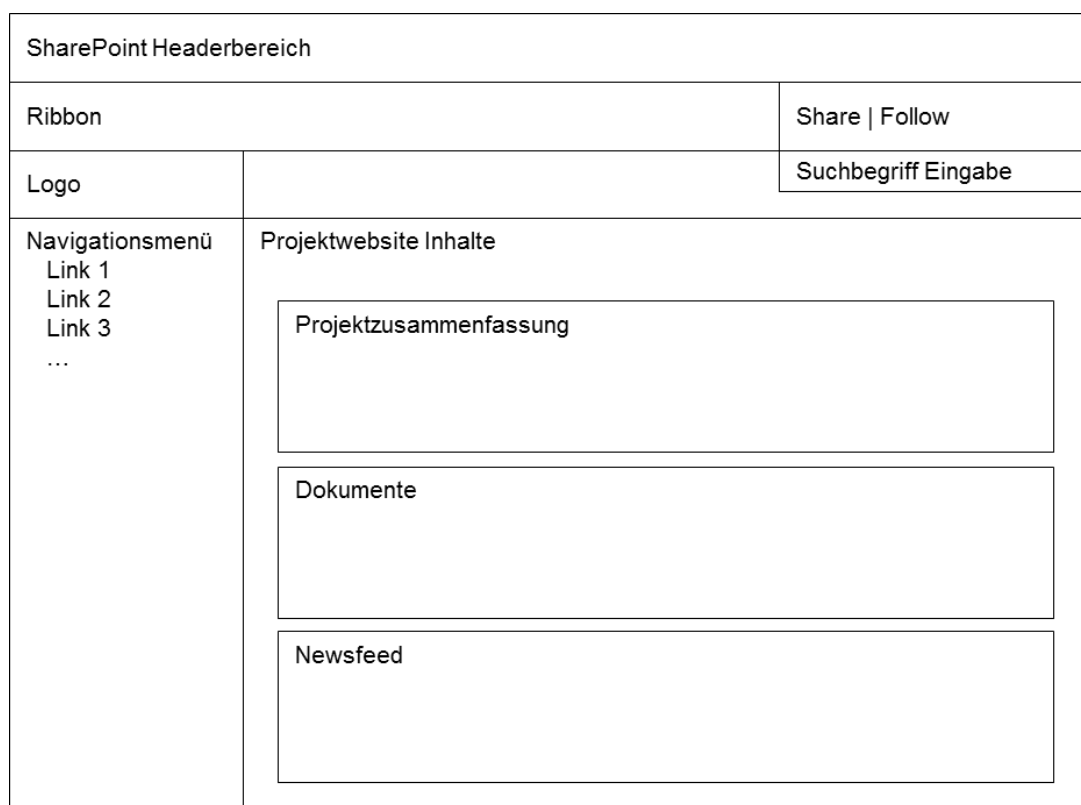 SharePoint Headerbereich
Ribbon
Share | Follow
Logo
Suchbegriff Eingabe
Navigationsmenü
Link 1
Link 2
Link 3
…
Projektwebsite Inhalte
Projektzusammenfassung
Dokumente
Newsfeed